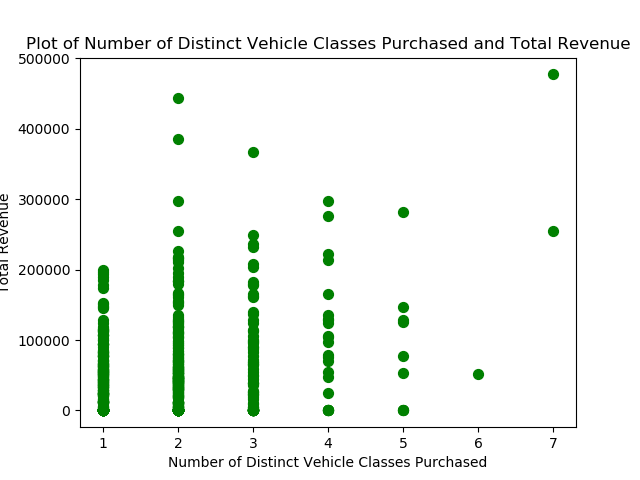 Plot of Number of Distinct Vehicle Classes Purchased and Total Revenue
500000
400000
300000
200000
100000
0
Total Revenue
1 2 3 4 5 6 7
Number of Distinct Vehicle Classes Purchased